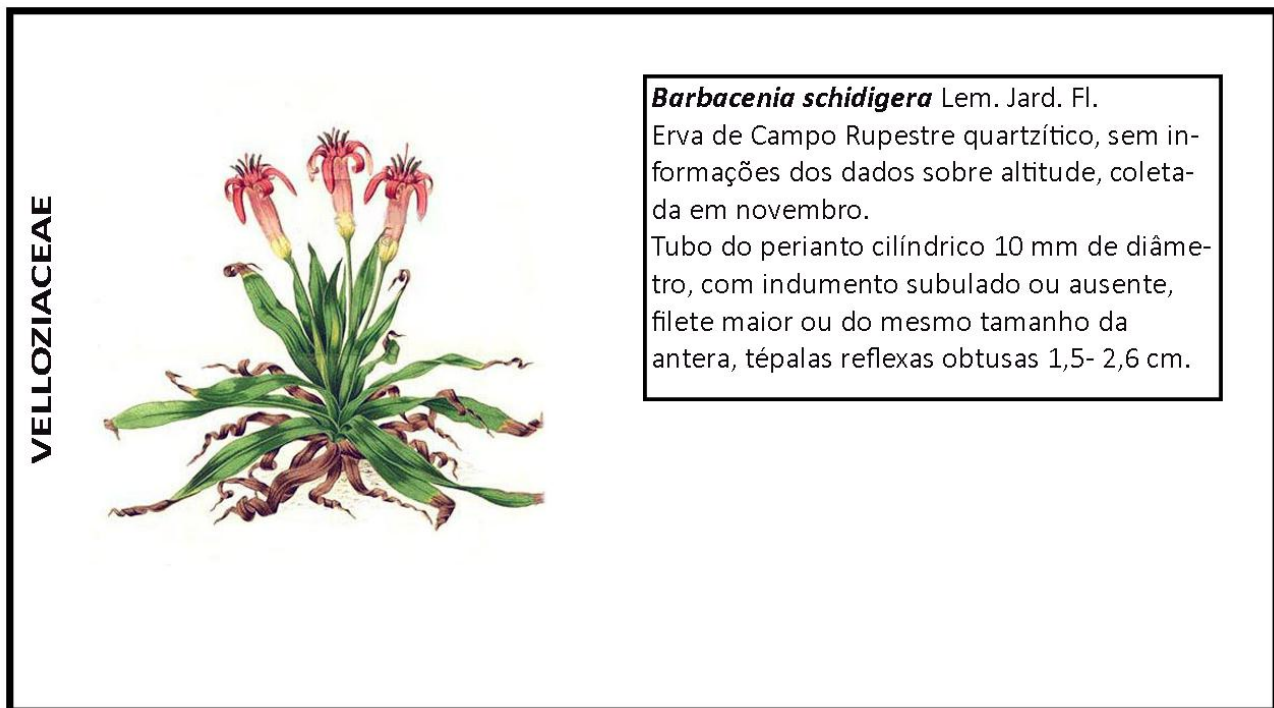 VELLOZIACEAE
Barbacenia schidigera Lem. Jard. Fl.
Erva de Campo Rupestre quartzítico, sem in-
formações dos dados sobre altitude, coleta-
da em novembro.
Tubo do perianto cilíndrico 10 mm de diâme-
tro, com indumento subulado ou ausente,
filete maior ou do mesmo tamanho da
antera, tépalas reflexas obtusas 1,5- 2,6 cm.